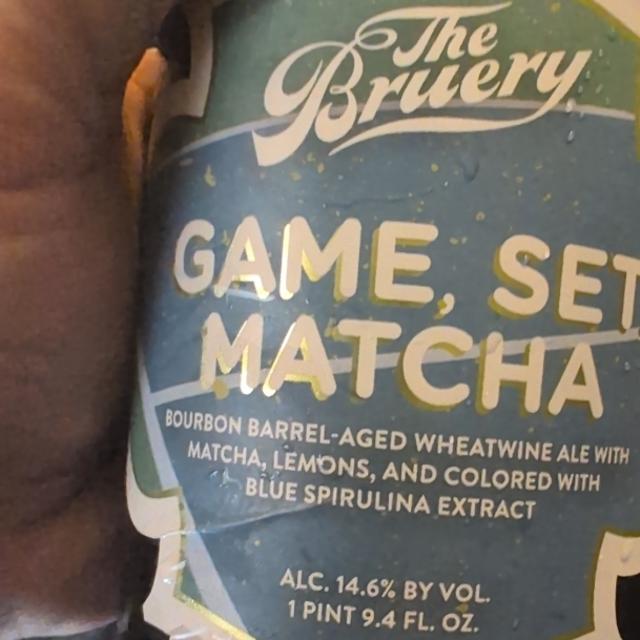 The
Bruery
GAME, SET
MATCHA
BOURBON BARREL-AGED WHEATWINE ALE WITH
MATCHA, LEMONS, AND COLORED WITH
BLUE SPIRULINA EXTRACT
ALC. 14.6% BY VOL.
1 PINT 9.4 FL. OZ.